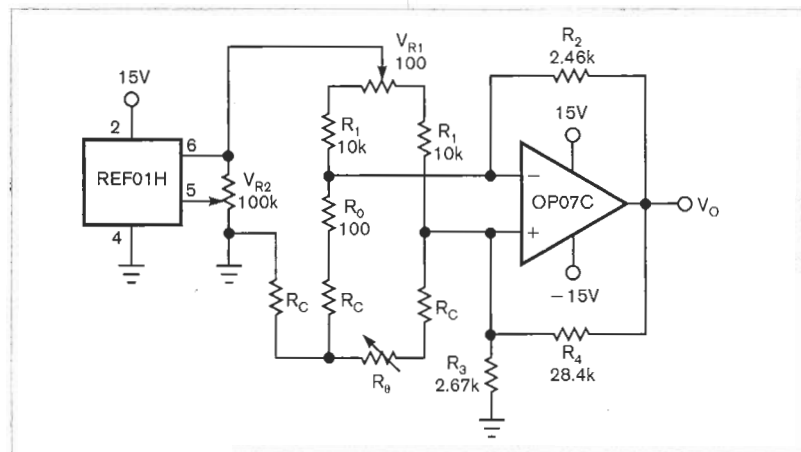 VR1
100
R2
2.46k
15V
2
R1
10k
R1
10k
15V
6
REF01H
5
VR2
100k
4
R0
100
−
OP07C
VO
+
−15V
RC
RC
RC
Rθ
R3
2.67k
R4
28.4k